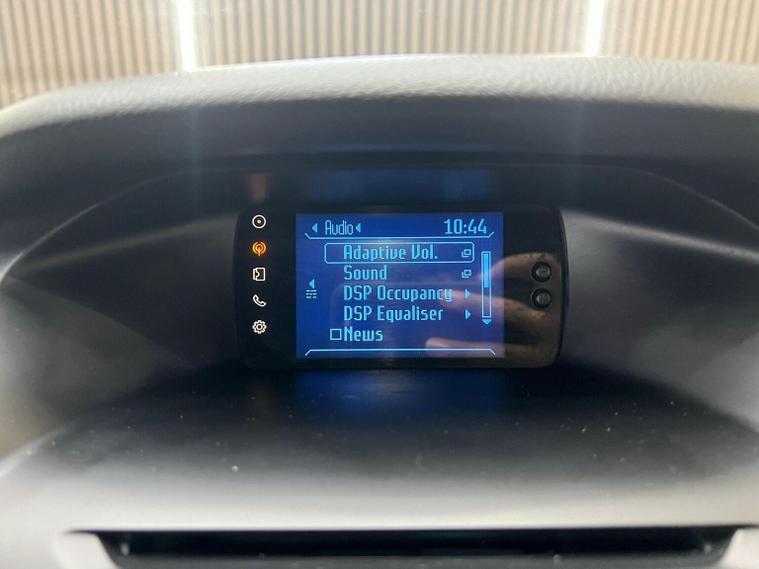 Audio 10:44
Adaptive Vol.
Sound
DSP Occupancy
DSP Equaliser
News